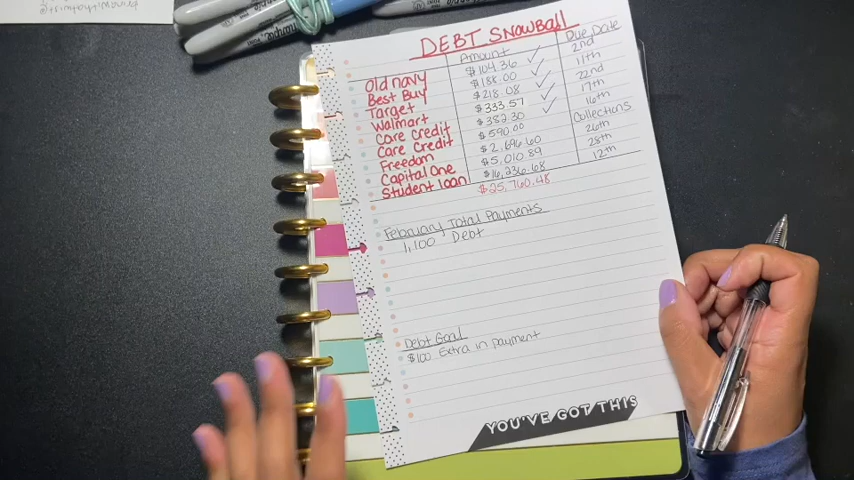 DEBT SNOWBALL
Amount Due Date
Old navy $104.36 ✓ 2nd
Best Buy $188.00 ✓ 11th
Target $218.08 ✓ 22nd
Walmart $333.57 ✓ 17th
Care Credit $382.30 16th
Care Credit $590.00 Collections
Freedom $2,696.60 26th
Capital One $5,010.89 28th
Student loan $16,236.68 12th
$25,760.48
February Total Payments
1,100 Debt
Debt Goal
$100 Extra in payment
YOU'VE GOT THIS